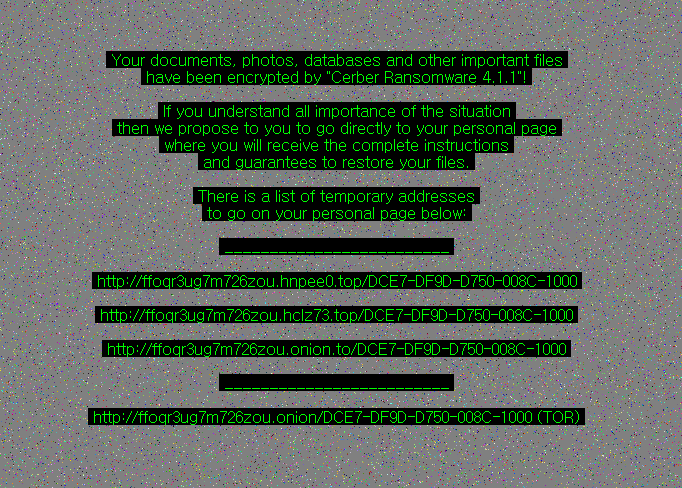 Your documents, photos, databases and other important files
have been encrypted by "Cerber Ransomware 4.1.1"!
If you understand all importance of the situation
then we propose to you to go directly to your personal page
where you will receive the complete instructions
and guarantees to restore your files.
There is a list of temporary addresses
to go on your personal page below:
__________________________
http://ffoqr3ug7m726zou.hnpee0.top/DCE7-DF9D-D750-008C-1000
http://ffoqr3ug7m726zou.hclz73.top/DCE7-DF9D-D750-008C-1000
http://ffoqr3ug7m726zou.onion.to/DCE7-DF9D-D750-008C-1000
__________________________
http://ffoqr3ug7m726zou.onion/DCE7-DF9D-D750-008C-1000 (TOR)